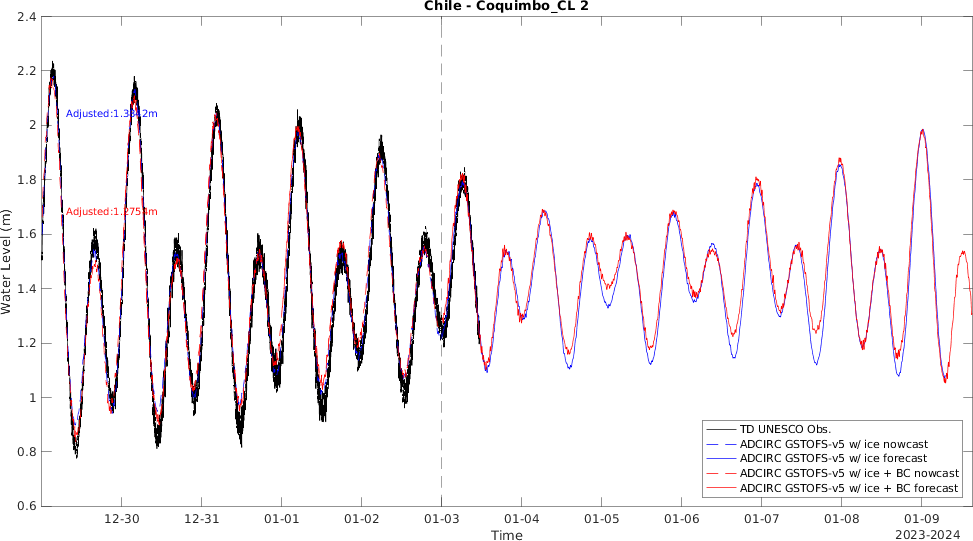 Chile - Coquimbo_CL 2
2.4
2.2
2
1.8
1.6
1.4
1.2
1
0.8
0.6
Water Level (m)
Adjusted:1.3842m
Adjusted:1.2754m
TD UNESCO Obs.
ADCIRC GSTOFS-v5 w/ ice nowcast
ADCIRC GSTOFS-v5 w/ ice forecast
ADCIRC GSTOFS-v5 w/ ice + BC nowcast
ADCIRC GSTOFS-v5 w/ ice + BC forecast
12-30 12-31 01-01 01-02 01-03 01-04 01-05 01-06 01-07 01-08 01-09
Time
2023-2024